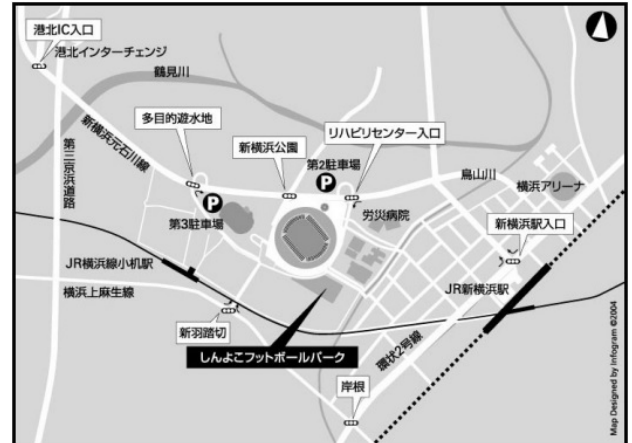 港北IC入口
港北インターチェンジ
鶴見川
多目的遊水地
リハビリセンター入口
新横浜公園
第2駐車場
P
鳥山川
横浜アリーナ
新横浜元石川線
第三京浜道路
P
第3駐車場
労災病院
新横浜駅入口
JR横浜線小机駅
JR新横浜駅
横浜上麻生線
新羽踏切
しんよこフットボールパーク
環状2号線
岸根
Map Designed by Infogram ©2004